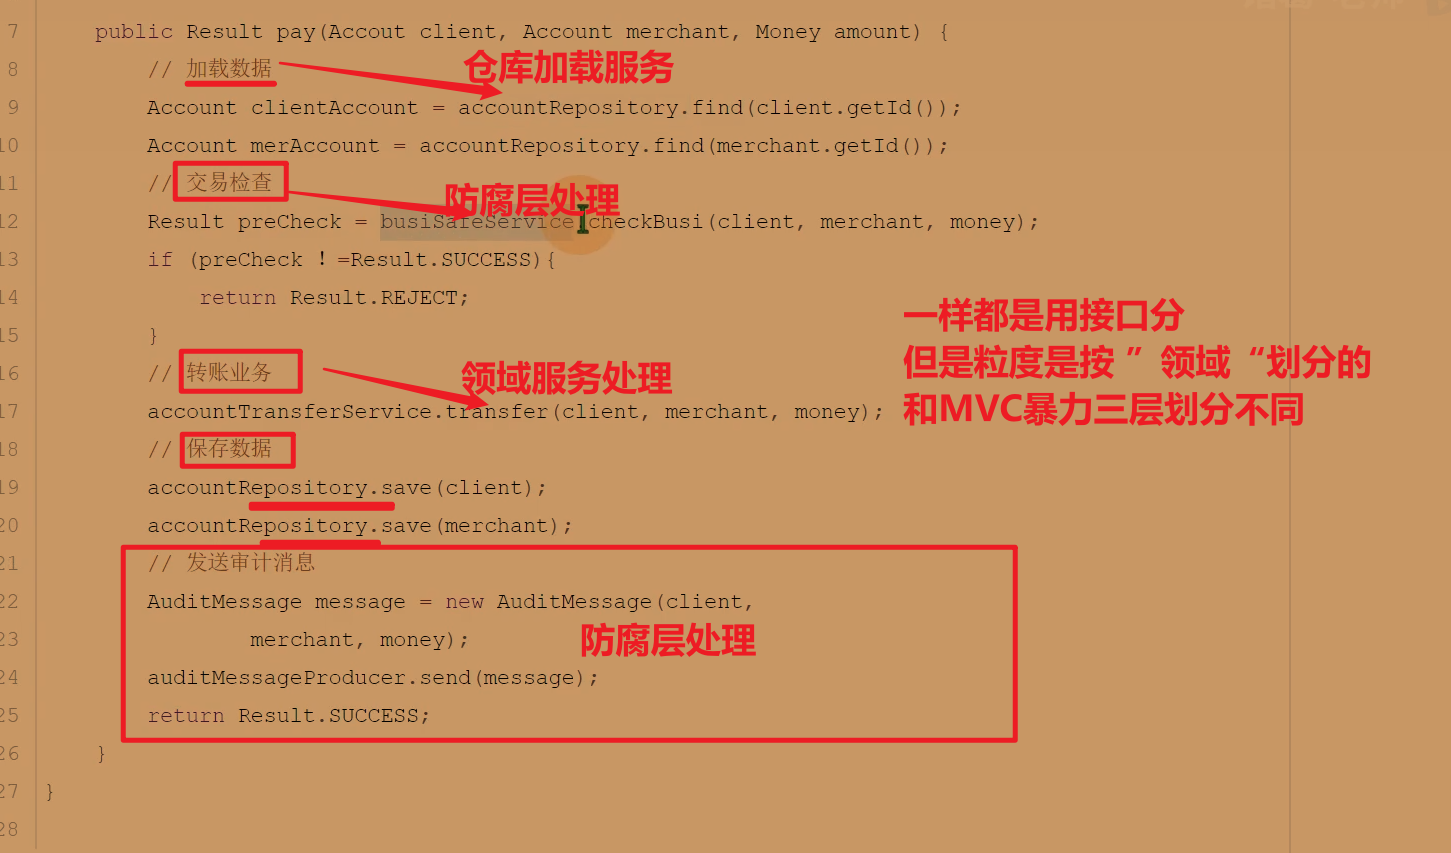 7 public Result pay(Accout client, Account merchant, Money amount) {
8 // 加载数据 仓库加载服务
9 Account clientAccount = accountRepository.find(client.getId());
10 Account merAccount = accountRepository.find(merchant.getId());
11 // 交易检查 防腐层处理
12 Result preCheck = busiSafeService.checkBusi(client, merchant, money);
13 if (preCheck ！=Result.SUCCESS){
14 return Result.REJECT;
一样都是用接口分
15 }
但是粒度是按 ”领域“划分的
16 // 转账业务 领域服务处理
17 accountTransferService.transfer(client, merchant, money);
和MVC暴力三层划分不同
18 // 保存数据
19 accountRepository.save(client);
20 accountRepository.save(merchant);
21 // 发送审计消息
22 AuditMessage message = new AuditMessage(client,
23 merchant, money); 防腐层处理
24 auditMessageProducer.send(message);
25 return Result.SUCCESS;
26 }
27 }
28